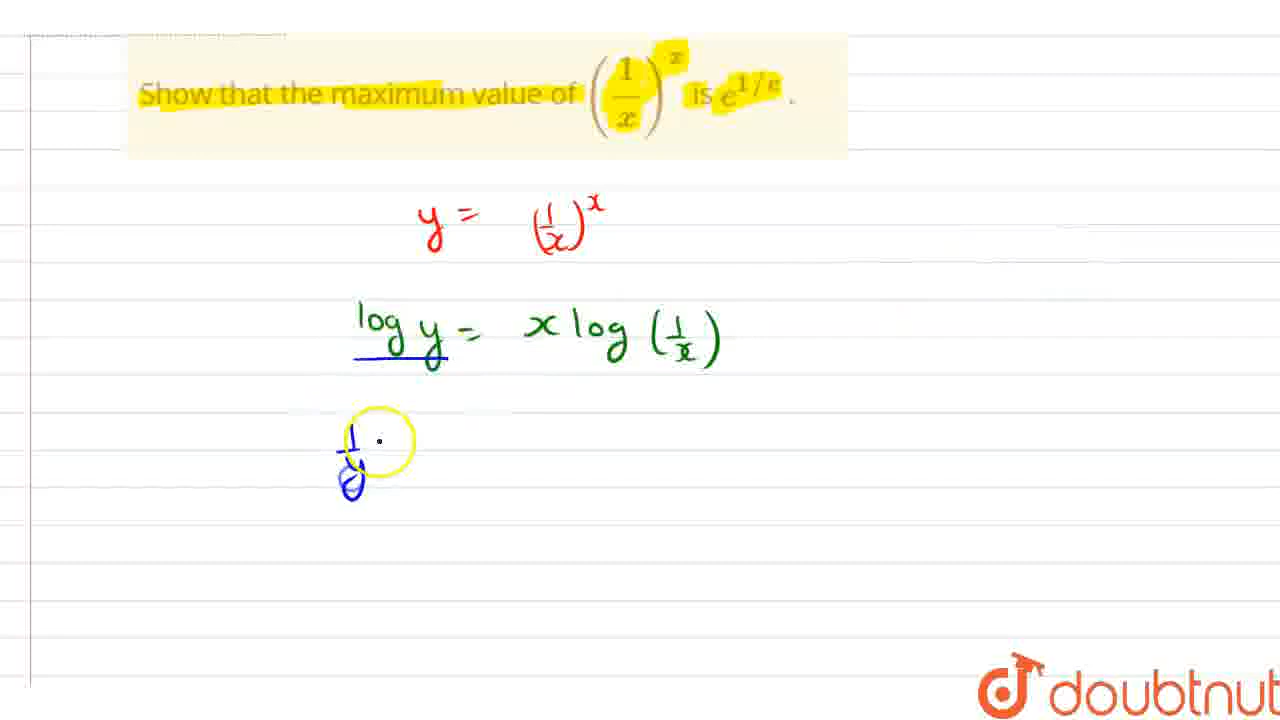 Show that the maximum value of (1/x)^x is e^{1/e} .
y = (1/x)^x
log y = x log (1/x)
1/y
doubtnut